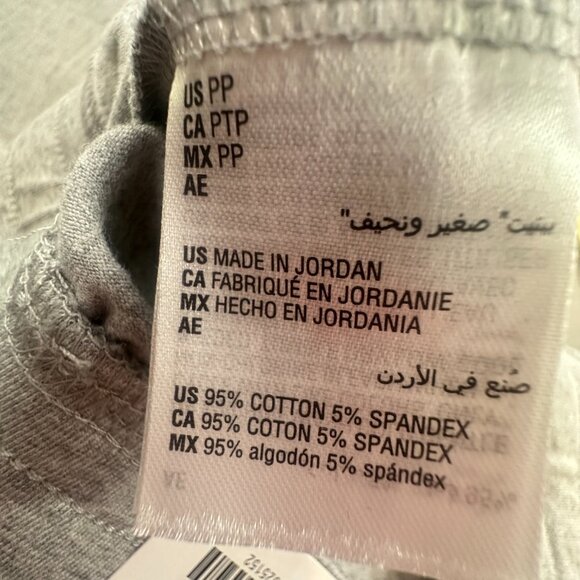 US PP
CA PTP
MX PP
AE
بيتيت" صغير ونحيف"
US MADE IN JORDAN
CA FABRIQUÉ EN JORDANIE
MX HECHO EN JORDANIA
AE
صُنع في الأردن
US 95% COTTON 5% SPANDEX
CA 95% COTON 5% SPANDEX
MX 95% algodón 5% spándex